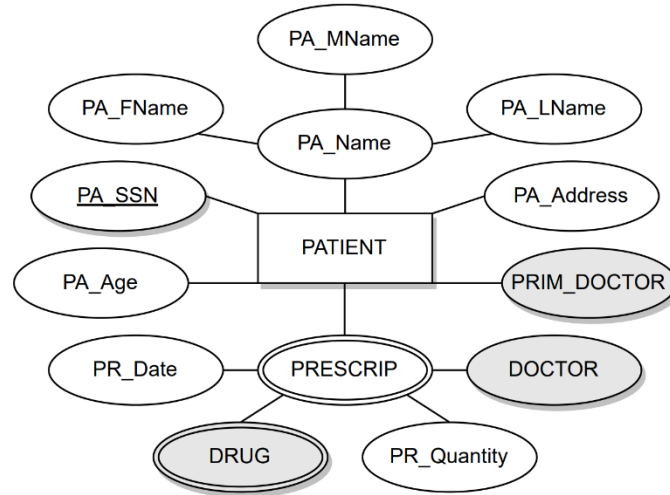 PA_MName
PA_FName
PA_Name
PA_LName
PA_SSN
PA_Address
PATIENT
PA_Age
PRIM_DOCTOR
PR_Date
PRESCRIP
DOCTOR
DRUG
PR_Quantity